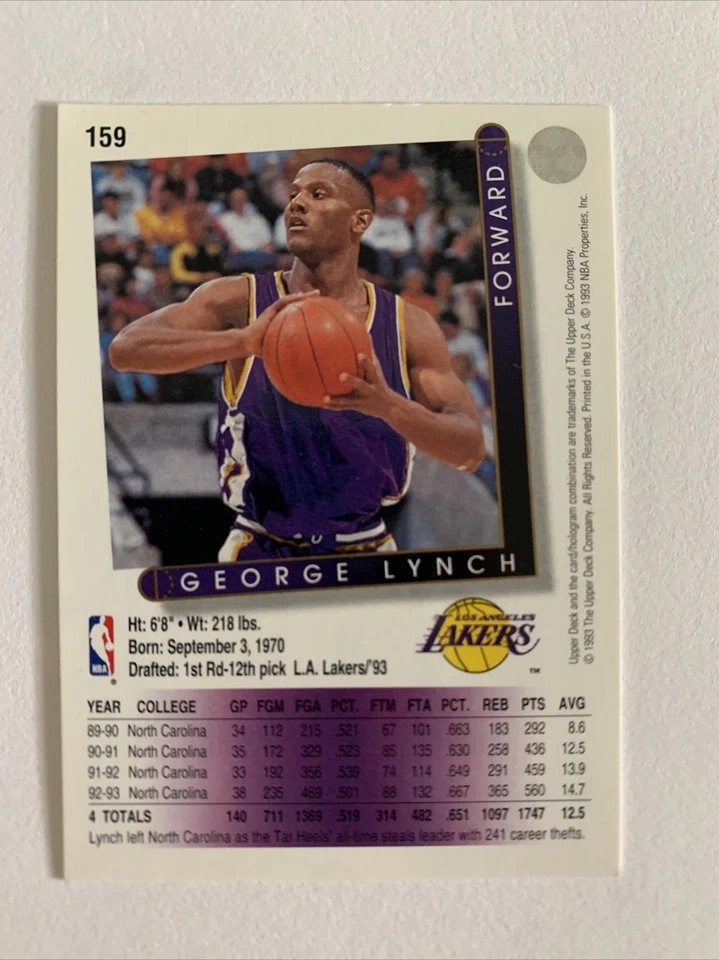 159
FORWARD
GEORGE LYNCH
Ht: 6'8" • Wt: 218 lbs.
Born: September 3, 1970
Drafted: 1st Rd-12th pick L.A. Lakers/'93
NBA
LOS ANGELES
LAKERS
TM
YEAR COLLEGE GP FGM FGA PCT. FTM FTA PCT. REB PTS AVG
89-90 North Carolina 34 112 215 .521 67 101 .663 183 292 8.6
90-91 North Carolina 35 172 329 .523 85 135 .630 258 436 12.5
91-92 North Carolina 33 192 356 .539 74 114 .649 291 459 13.9
92-93 North Carolina 38 235 469 .501 88 132 .667 365 560 14.7
4 TOTALS 140 711 1369 .519 314 482 .651 1097 1747 12.5
Lynch left North Carolina as the Tar Heels' all-time steals leader with 241 career thefts.
Upper Deck and the card/hologram combination are trademarks of The Upper Deck Company.
© 1993 The Upper Deck Company. All Rights Reserved. Printed in the U.S.A. © 1993 NBA Properties, Inc.